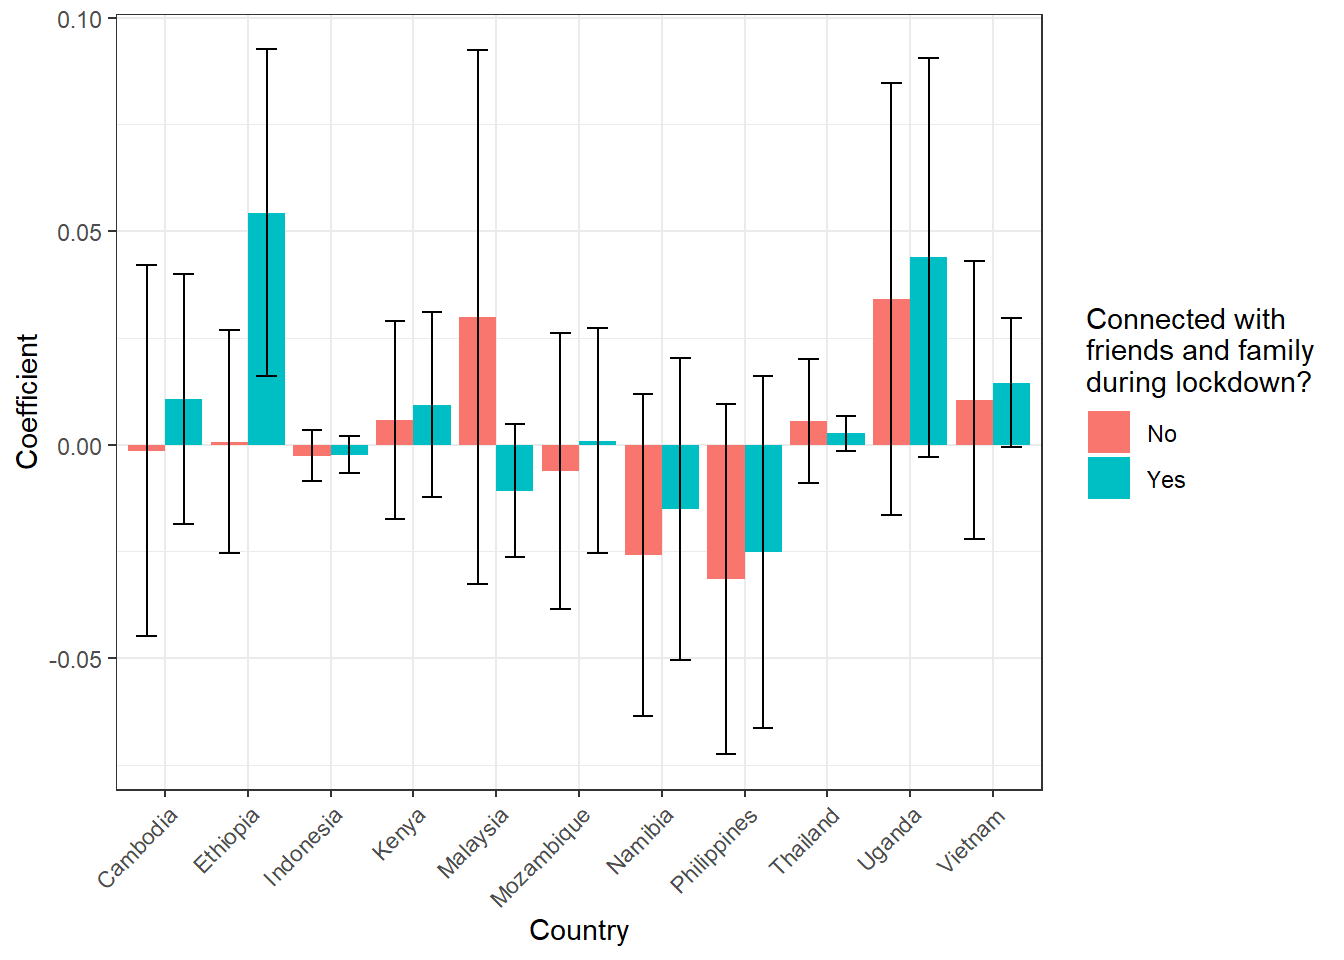 0.10
0.05
0.00
-0.05
Coefficient
Cambodia
Ethiopia
Indonesia
Kenya
Malaysia
Mozambique
Namibia
Philippines
Thailand
Uganda
Vietnam
Country
Connected with
friends and family
during lockdown?
No
Yes